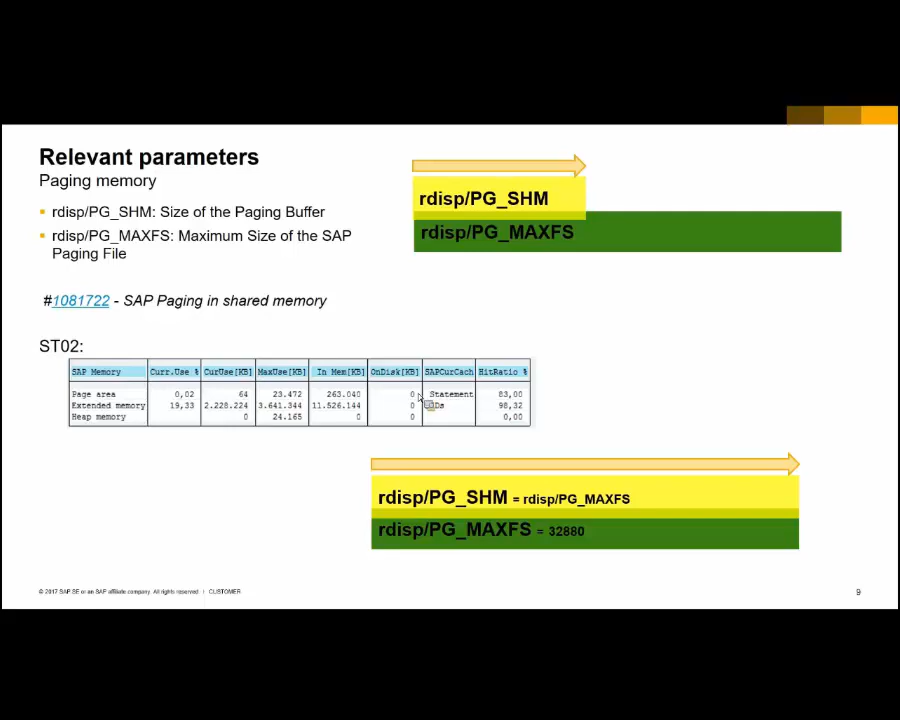 Relevant parameters
Paging memory
▪ rdisp/PG_SHM: Size of the Paging Buffer
▪ rdisp/PG_MAXFS: Maximum Size of the SAP
Paging File
#1081722 - SAP Paging in shared memory
ST02:
SAP Memory Curr.Use % CurUse[KB] MaxUse[KB] In Mem[KB] OnDisk[KB] SAPCurCach HitRatio %
Page area 0,02 64 23.472 263.040 0 Statement 83,00
Extended memory 19,33 2.228.224 3.641.344 11.526.144 0 98,32
Heap memory 0 24.165 0 0 0,00
rdisp/PG_SHM
rdisp/PG_MAXFS
rdisp/PG_SHM = rdisp/PG_MAXFS
rdisp/PG_MAXFS = 32880
© 2017 SAP SE or an SAP affiliate company. All rights reserved. | CUSTOMER
9